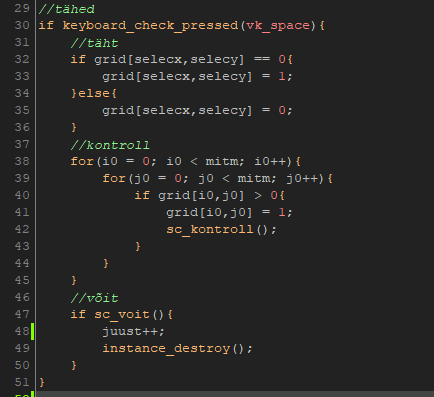 29 //tähed
30 if keyboard_check_pressed(vk_space){
31 //täht
32 if grid[selecx,selecy] == 0{
33 grid[selecx,selecy] = 1;
34 }else{
35 grid[selecx,selecy] = 0;
36 }
37 //kontroll
38 for(i0 = 0; i0 < mitm; i0++){
39 for(j0 = 0; j0 < mitm; j0++){
40 if grid[i0,j0] > 0{
41 grid[i0,j0] = 1;
42 sc_kontroll();
43 }
44 }
45 }
46 //võit
47 if sc_voit(){
48 juust++;
49 instance_destroy();
50 }
51 }